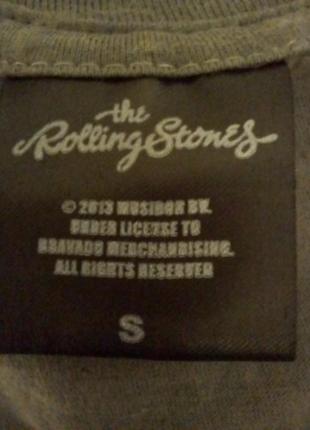 the
Rolling Stones
© 2013 MUSIDOR BV.
UNDER LICENSE TO
BRAVADO MERCHANDISING.
ALL RIGHTS RESERVED
S